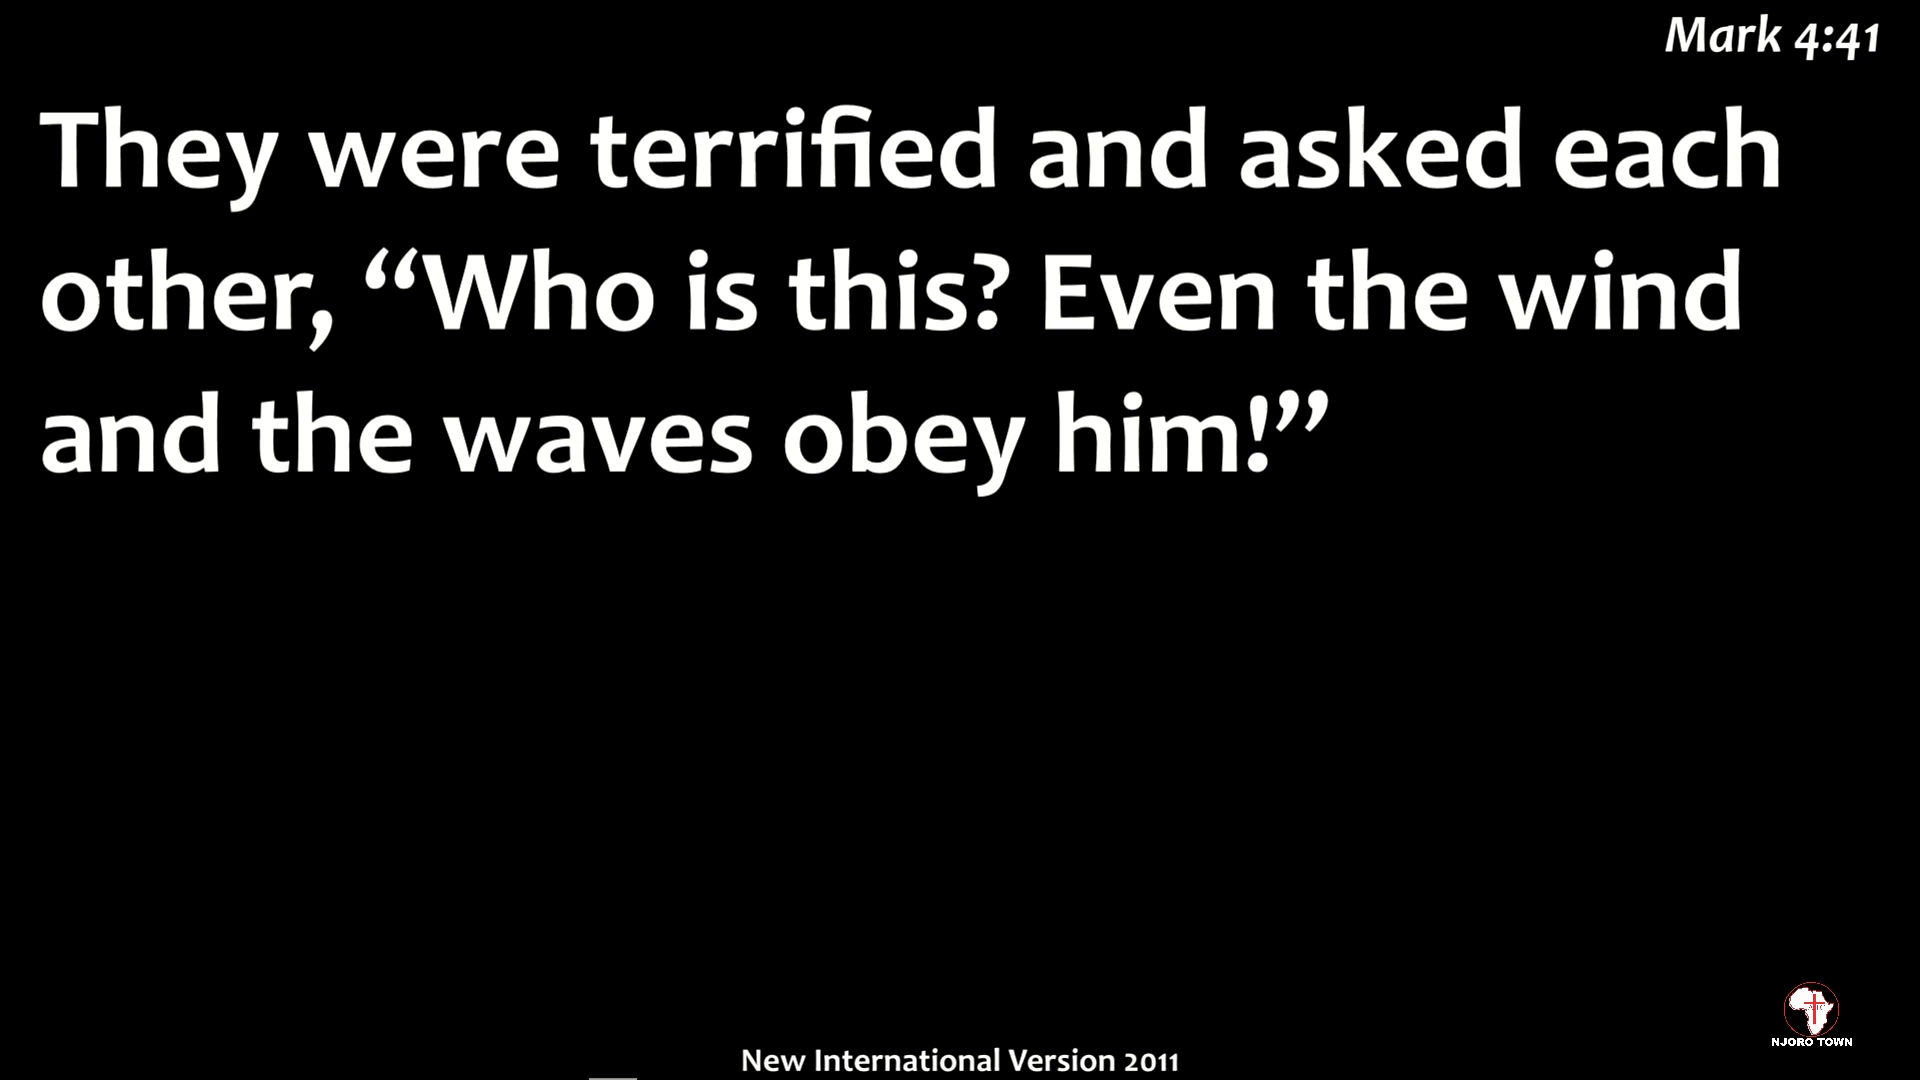 Mark 4:41
They were terrified and asked each
other, “Who is this? Even the wind
and the waves obey him!”
NJORO TOWN
New International Version 2011